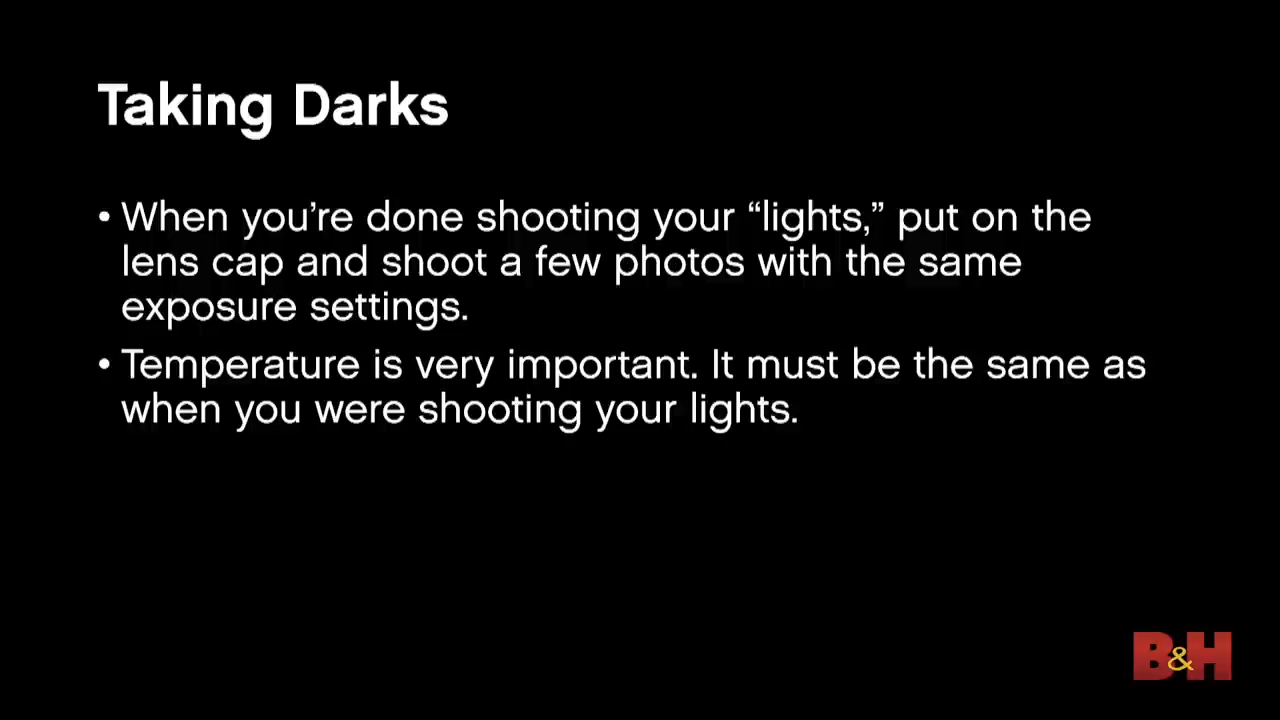 Taking Darks
• When you’re done shooting your “lights,” put on the
lens cap and shoot a few photos with the same
exposure settings.
• Temperature is very important. It must be the same as
when you were shooting your lights.
B&H